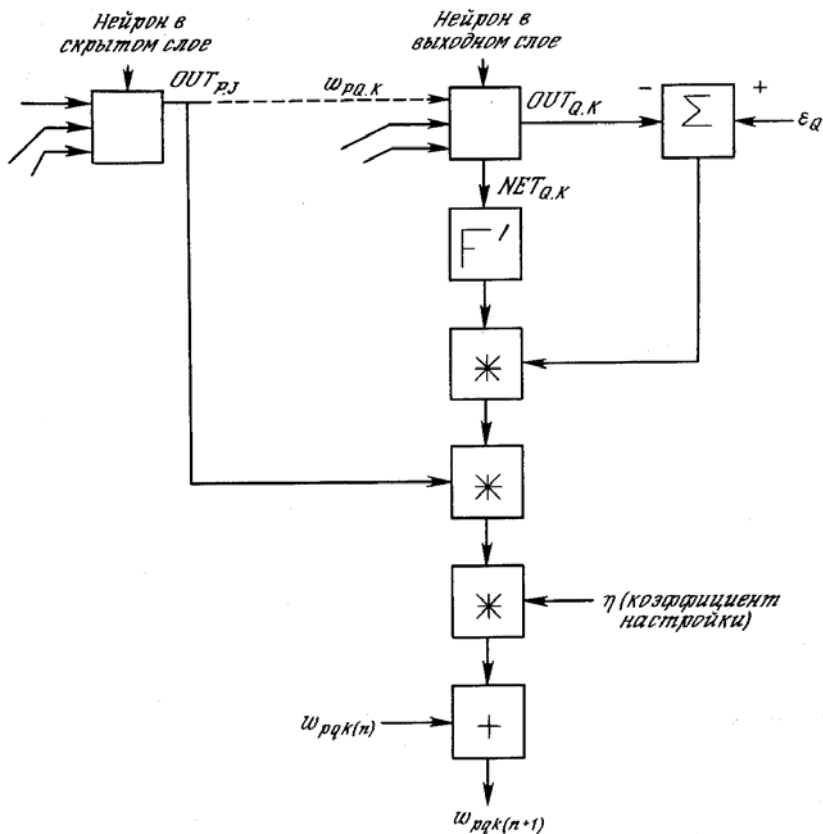 Нейрон в
скрытом слое
Нейрон в
выходном слое
OUT_{P.J}
w_{PQ.K}
OUT_{Q.K}
-
+
Σ
ε_Q
NET_{Q.K}
F′
*
*
*
η (коэффициент
настройки)
w_{pqk(n)}
+
w_{pqk(n+1)}